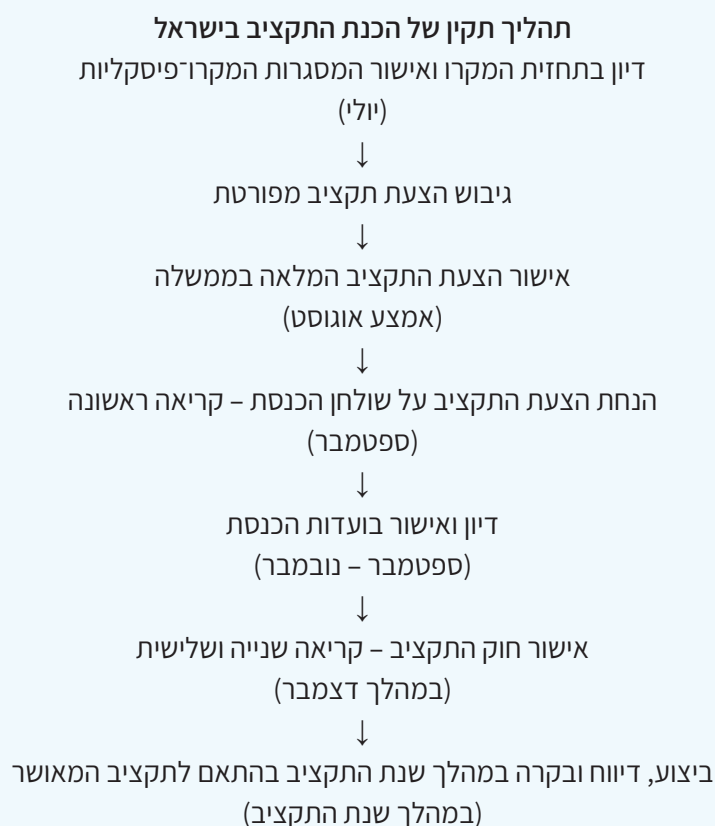 תהליך תקין של הכנת התקציב בישראל
דיון בתחזית המקרו ואישור המסגרות המקרו־פיסקליות
(יולי)
↓
גיבוש הצעת תקציב מפורטת
↓
אישור הצעת התקציב המלאה בממשלה
(אמצע אוגוסט)
↓
הנחת הצעת התקציב על שולחן הכנסת – קריאה ראשונה
(ספטמבר)
↓
דיון ואישור בועדות הכנסת
(ספטמבר – נובמבר)
↓
אישור חוק התקציב – קריאה שנייה ושלישית
(במהלך דצמבר)
↓
ביצוע, דיווח ובקרה במהלך שנת התקציב בהתאם לתקציב המאושר
(במהלך שנת התקציב)